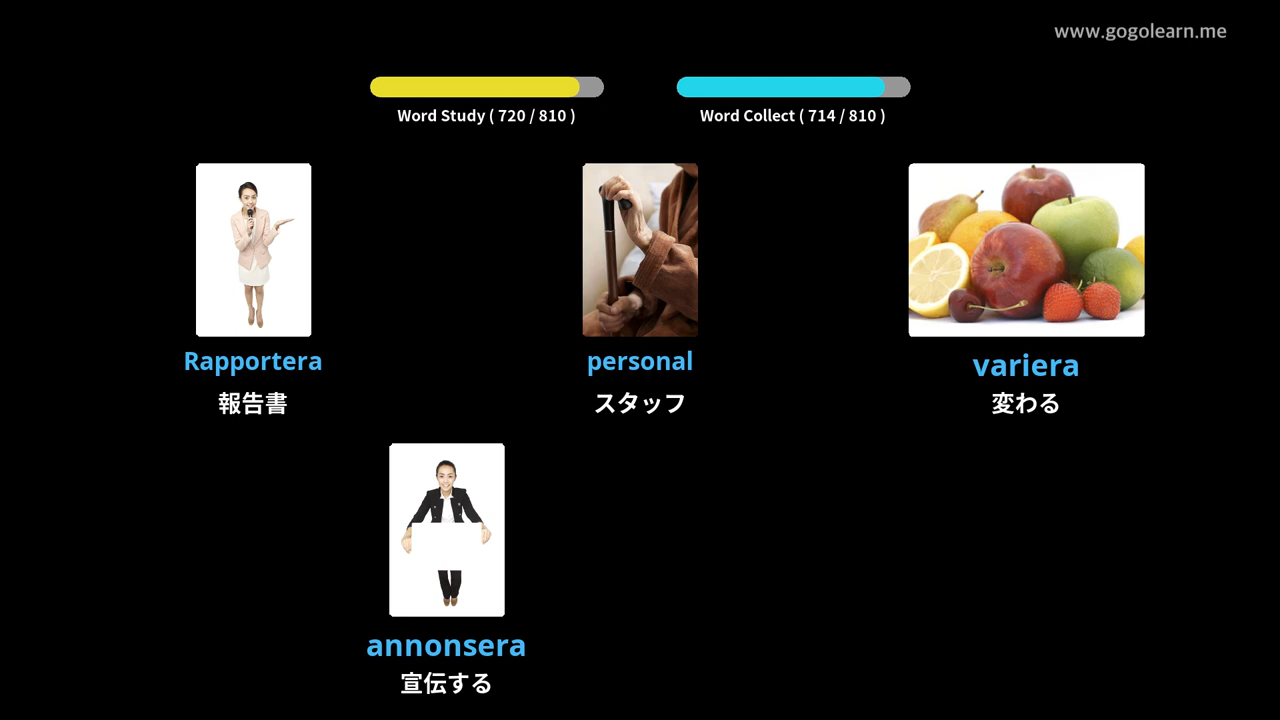 www.gogolearn.me
Word Study ( 720 / 810 )
Word Collect ( 714 / 810 )
Rapportera
報告書
personal
スタッフ
variera
変わる
annonsera
宣伝する